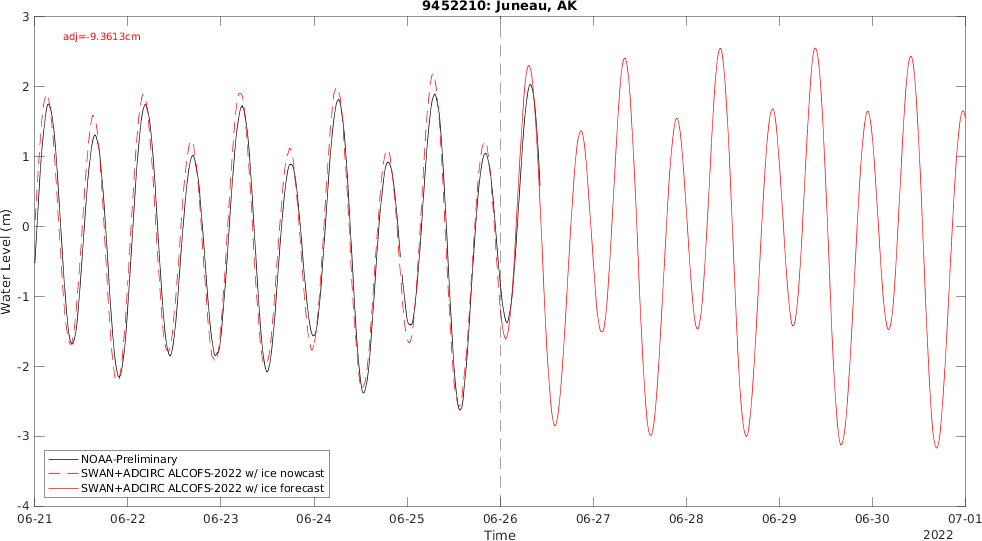 9452210: Juneau, AK
adj=-9.3613cm
3
2
1
0
-1
-2
-3
-4
Water Level (m)
NOAA-Preliminary
SWAN+ADCIRC ALCOFS-2022 w/ ice nowcast
SWAN+ADCIRC ALCOFS-2022 w/ ice forecast
06-21 06-22 06-23 06-24 06-25 06-26 06-27 06-28 06-29 06-30 07-01
Time
2022